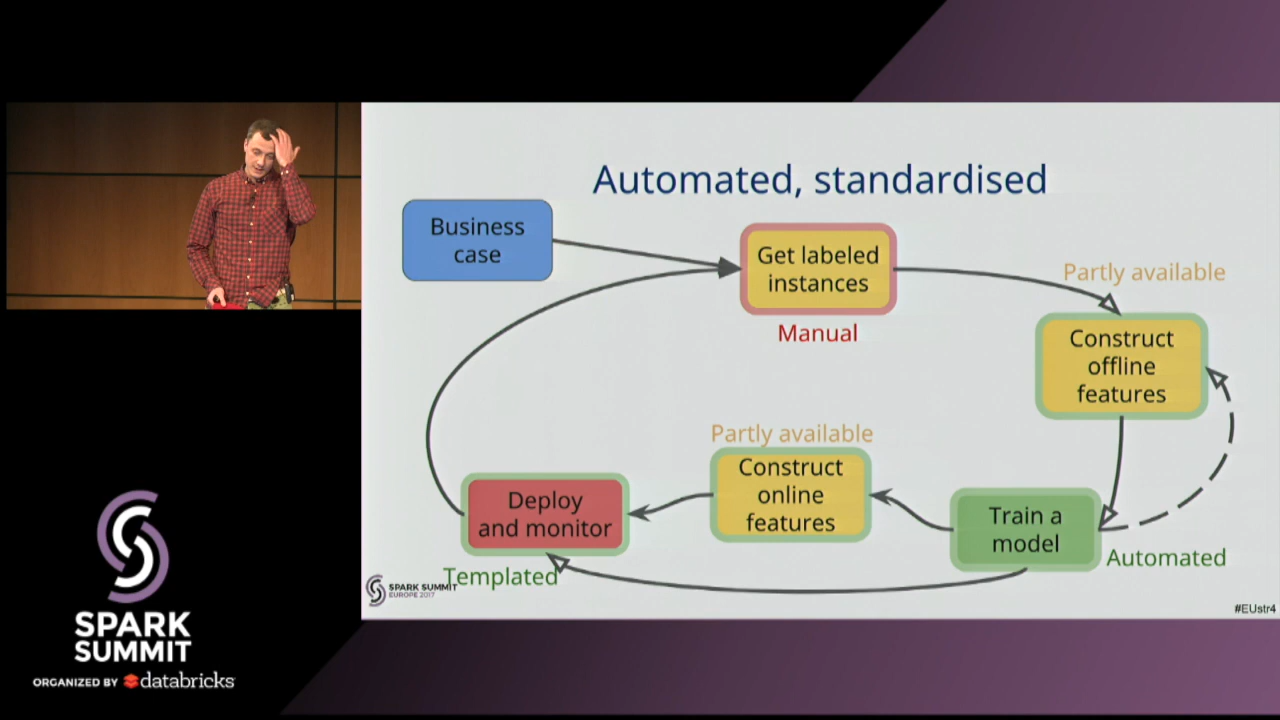 Automated, standardised
Business
case
Get labeled
instances
Manual
Partly available
Construct
offline
features
Partly available
Construct
online
features
Deploy
and monitor
Templated
Train a
model
Automated
SPARK SUMMIT
EUROPE 2017
#EUstr4
SPARK
SUMMIT
ORGANIZED BY databricks